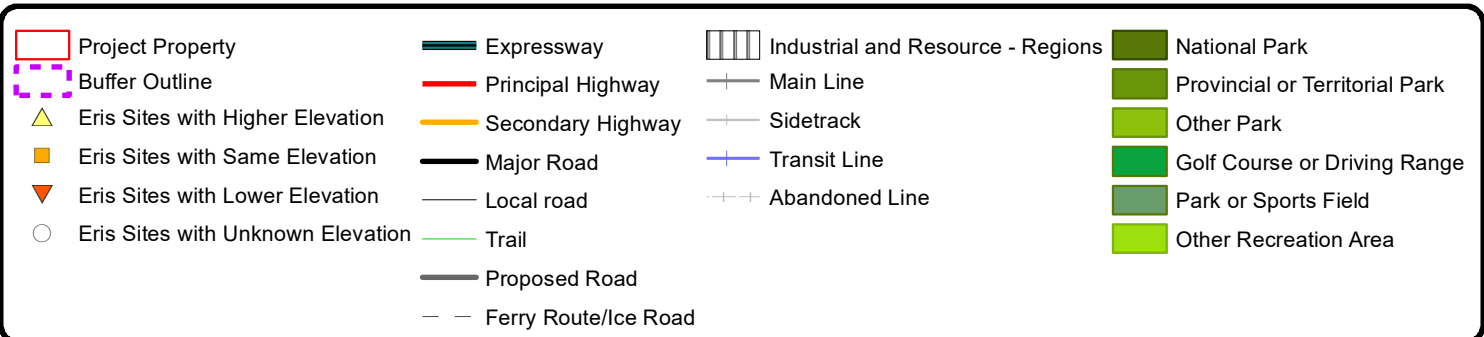 Project Property
Buffer Outline
Eris Sites with Higher Elevation
Eris Sites with Same Elevation
Eris Sites with Lower Elevation
Eris Sites with Unknown Elevation
Expressway
Principal Highway
Secondary Highway
Major Road
Local road
Trail
Proposed Road
Ferry Route/Ice Road
Industrial and Resource - Regions
Main Line
Sidetrack
Transit Line
Abandoned Line
National Park
Provincial or Territorial Park
Other Park
Golf Course or Driving Range
Park or Sports Field
Other Recreation Area